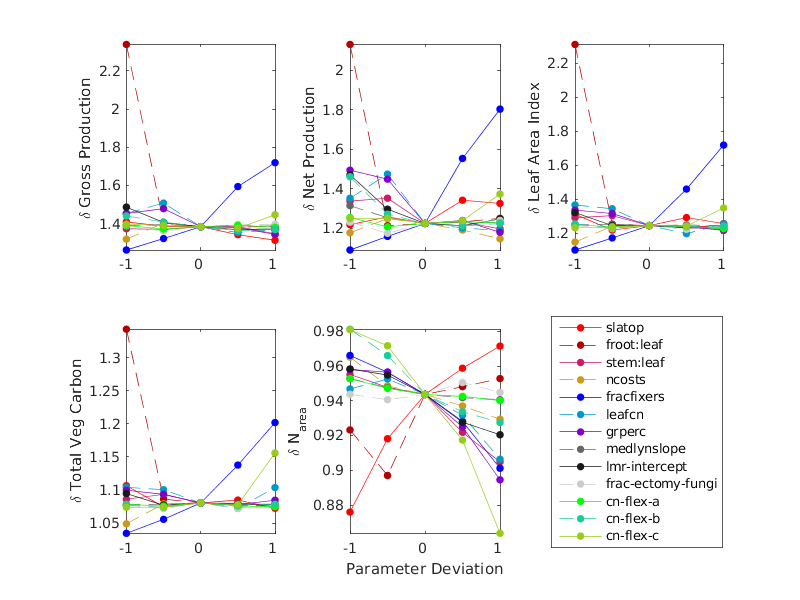 δ Gross Production
2.2
2
1.8
1.6
1.4
-1 0 1
δ Net Production
2
1.8
1.6
1.4
1.2
-1 0 1
δ Leaf Area Index
2.2
2
1.8
1.6
1.4
1.2
-1 0 1
δ Total Veg Carbon
1.3
1.25
1.2
1.15
1.1
1.05
-1 0 1
δ Narea
0.98
0.96
0.94
0.92
0.9
0.88
-1 0 1
Parameter Deviation
slatop
froot:leaf
stem:leaf
ncosts
fracfixers
leafcn
grperc
medlynslope
lmr-intercept
frac-ectomy-fungi
cn-flex-a
cn-flex-b
cn-flex-c